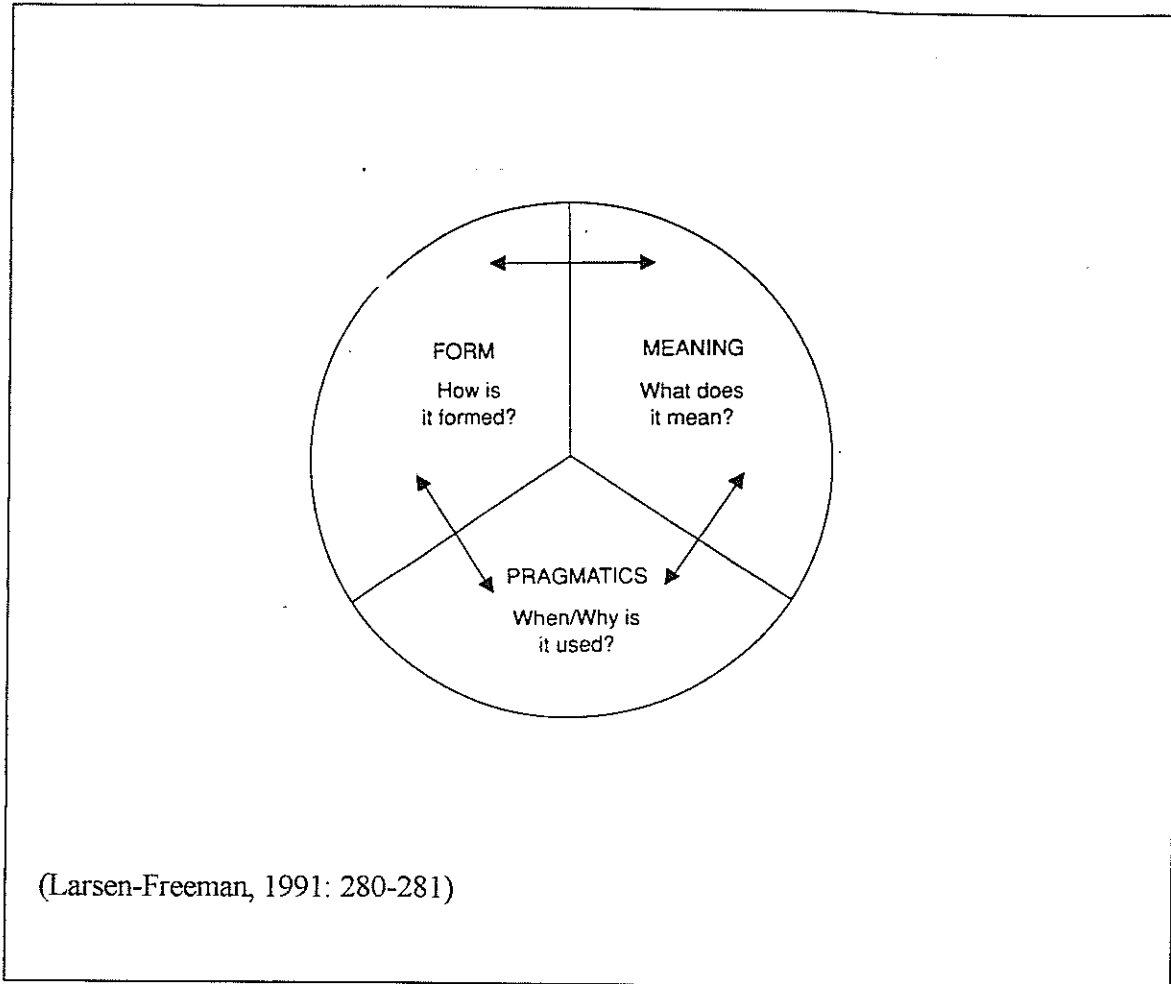 FORM
How is
it formed?
MEANING
What does
it mean?
PRAGMATICS
When/Why is
it used?
(Larsen-Freeman, 1991: 280-281)